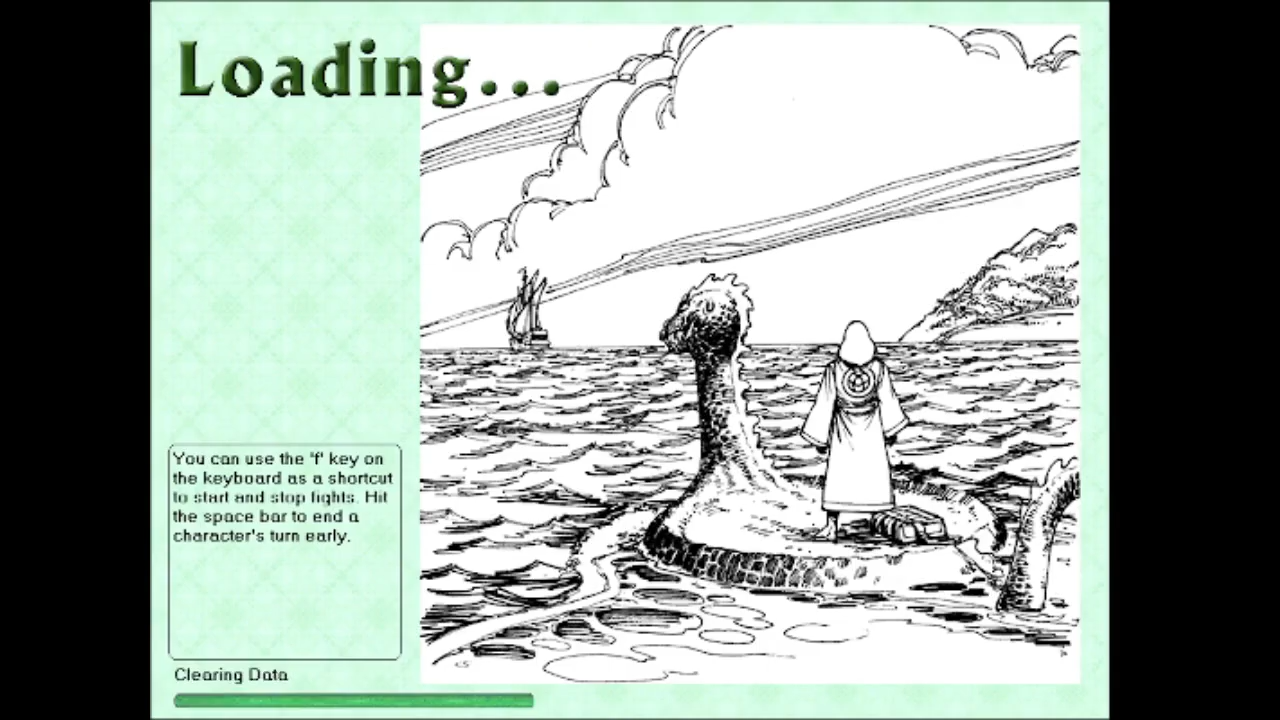 Loading...
You can use the 'f' key on
the keyboard as a shortcut
to start and stop fights. Hit
the space bar to end a
character's turn early.
Clearing Data